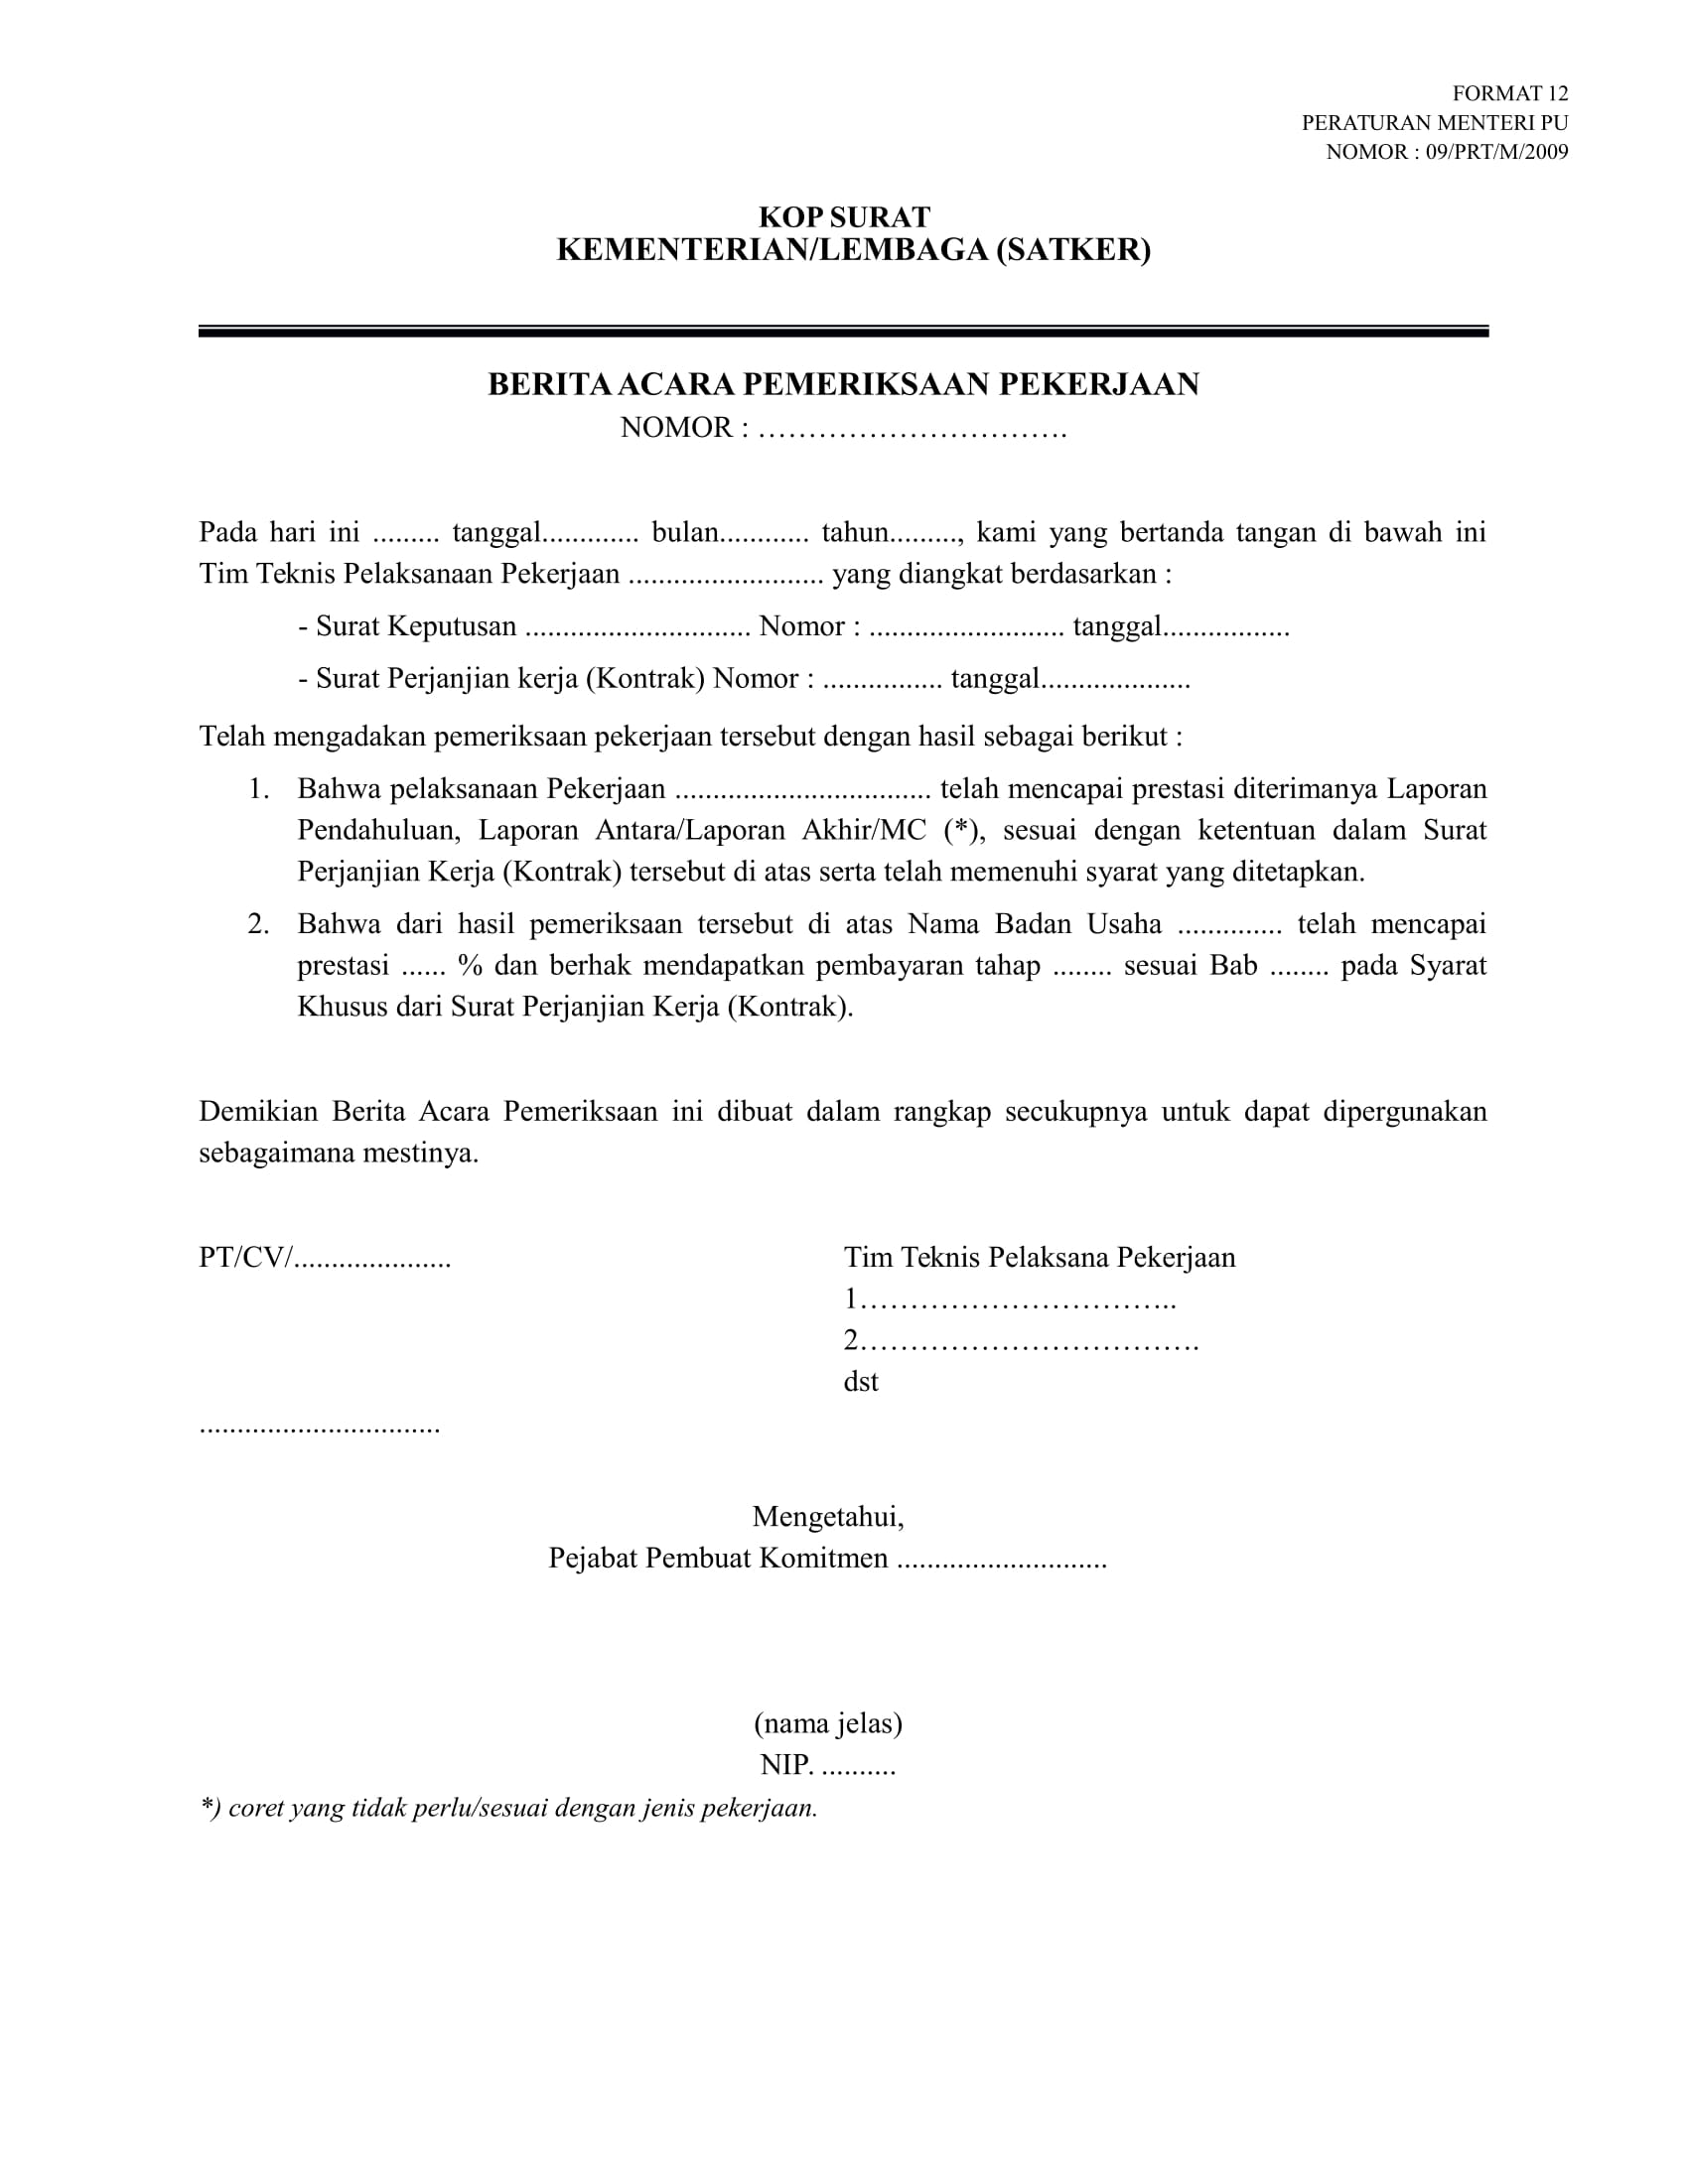 FORMAT 12
PERATURAN MENTERI PU
NOMOR : 09/PRT/M/2009
KOP SURAT
KEMENTERIAN/LEMBAGA (SATKER)
BERITA ACARA PEMERIKSAAN PEKERJAAN
NOMOR : ………………………….
Pada hari ini ......... tanggal............. bulan............ tahun........., kami yang bertanda tangan di bawah ini
Tim Teknis Pelaksanaan Pekerjaan .......................... yang diangkat berdasarkan :
- Surat Keputusan .............................. Nomor : .......................... tanggal.................
- Surat Perjanjian kerja (Kontrak) Nomor : ................ tanggal....................
Telah mengadakan pemeriksaan pekerjaan tersebut dengan hasil sebagai berikut :
1. Bahwa pelaksanaan Pekerjaan .................................. telah mencapai prestasi diterimanya Laporan
Pendahuluan, Laporan Antara/Laporan Akhir/MC (*), sesuai dengan ketentuan dalam Surat
Perjanjian Kerja (Kontrak) tersebut di atas serta telah memenuhi syarat yang ditetapkan.
2. Bahwa dari hasil pemeriksaan tersebut di atas Nama Badan Usaha .............. telah mencapai
prestasi ...... % dan berhak mendapatkan pembayaran tahap ........ sesuai Bab ........ pada Syarat
Khusus dari Surat Perjanjian Kerja (Kontrak).
Demikian Berita Acara Pemeriksaan ini dibuat dalam rangkap secukupnya untuk dapat dipergunakan
sebagaimana mestinya.
PT/CV/.....................
Tim Teknis Pelaksana Pekerjaan
1…………………………..
2…………………………….
dst
................................
Mengetahui,
Pejabat Pembuat Komitmen ............................
(nama jelas)
NIP. ..........
*) coret yang tidak perlu/sesuai dengan jenis pekerjaan.